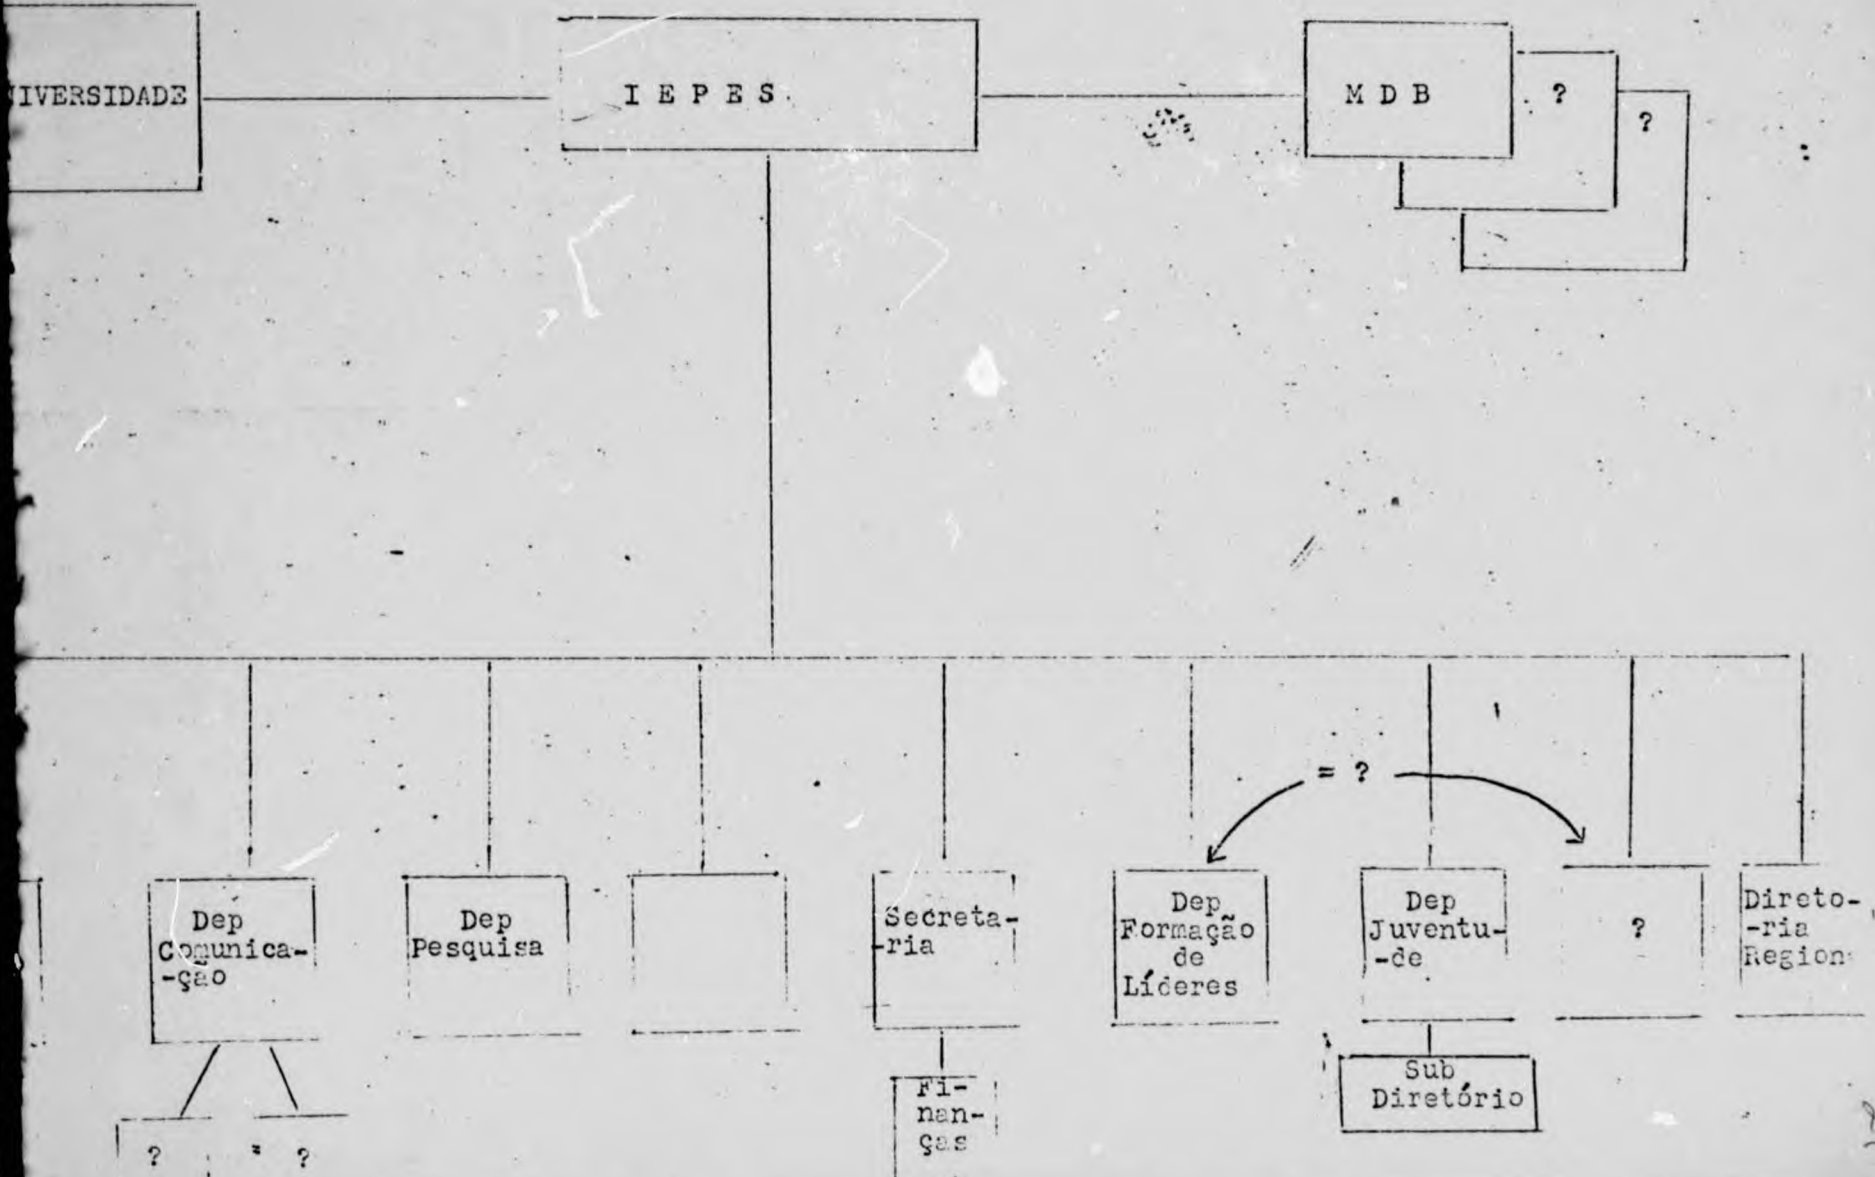 IVERSIDADE
I E P E S
M D B
?
?
= ?
Dep
Comunica-
-ção
Dep
Pesquisa
Secreta-
-ria
Dep
Formação
de
Líderes
Dep
Juventu-
-de
?
Direto-
-ria
Region
Sub
Diretório
Fi-
nan-
ças
? = ?